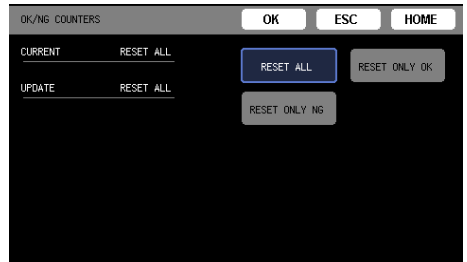 OK/NG COUNTERS OK ESC HOME
CURRENT RESET ALL
RESET ALL RESET ONLY OK
UPDATE RESET ALL
RESET ONLY NG